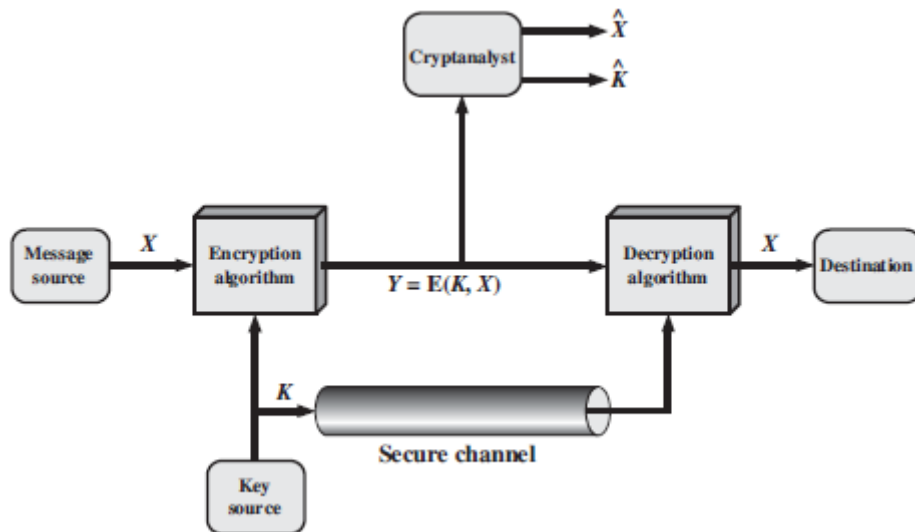 X̂
Cryptanalyst
K̂
Message
source
X
Encryption
algorithm
Y = E(K, X)
Decryption
algorithm
X
Destination
K
Secure channel
Key
source